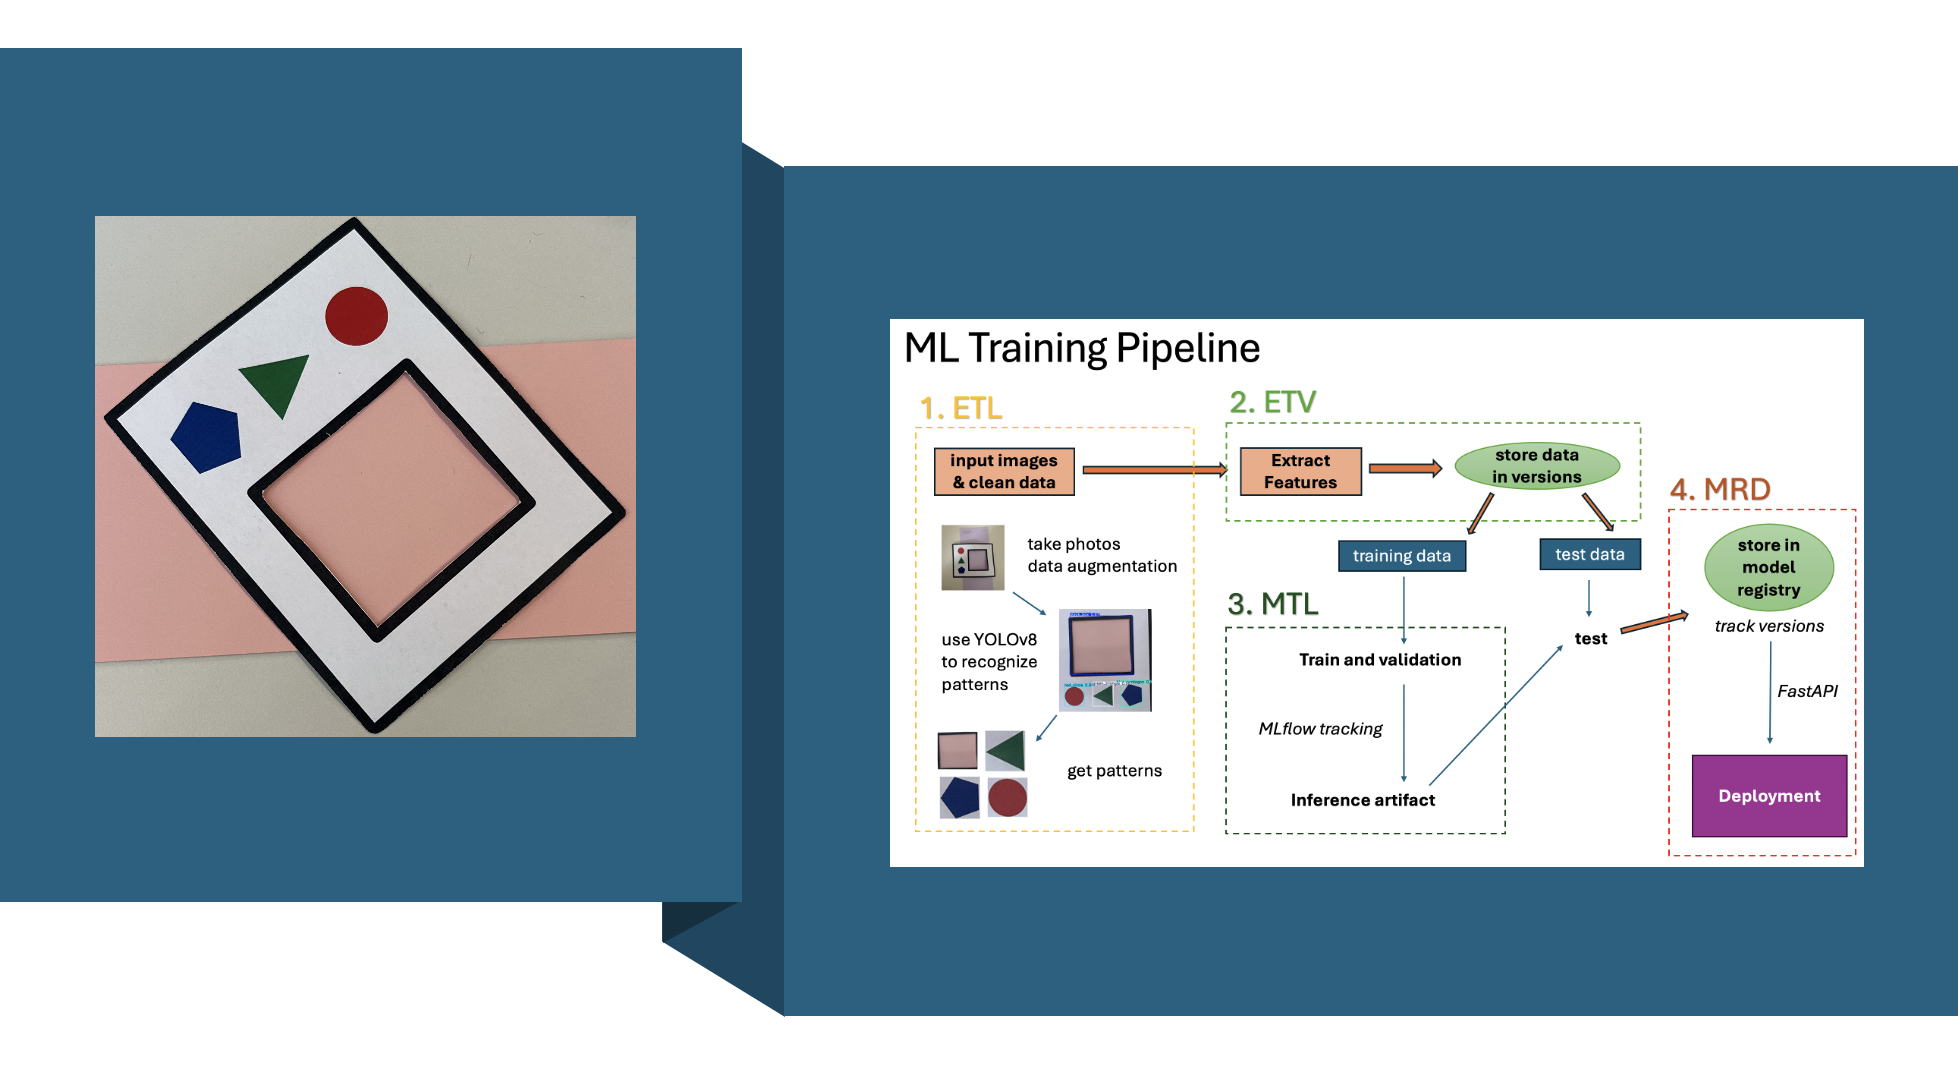 ML Training Pipeline
1. ETL
input images
& clean data
take photos
data augmentation
use YOLOv8
to recognize
patterns
get patterns
2. ETV
Extract
Features
store data
in versions
training data
test data
3. MTL
Train and validation
MLflow tracking
Inference artifact
test
4. MRD
store in
model
registry
track versions
FastAPI
Deployment